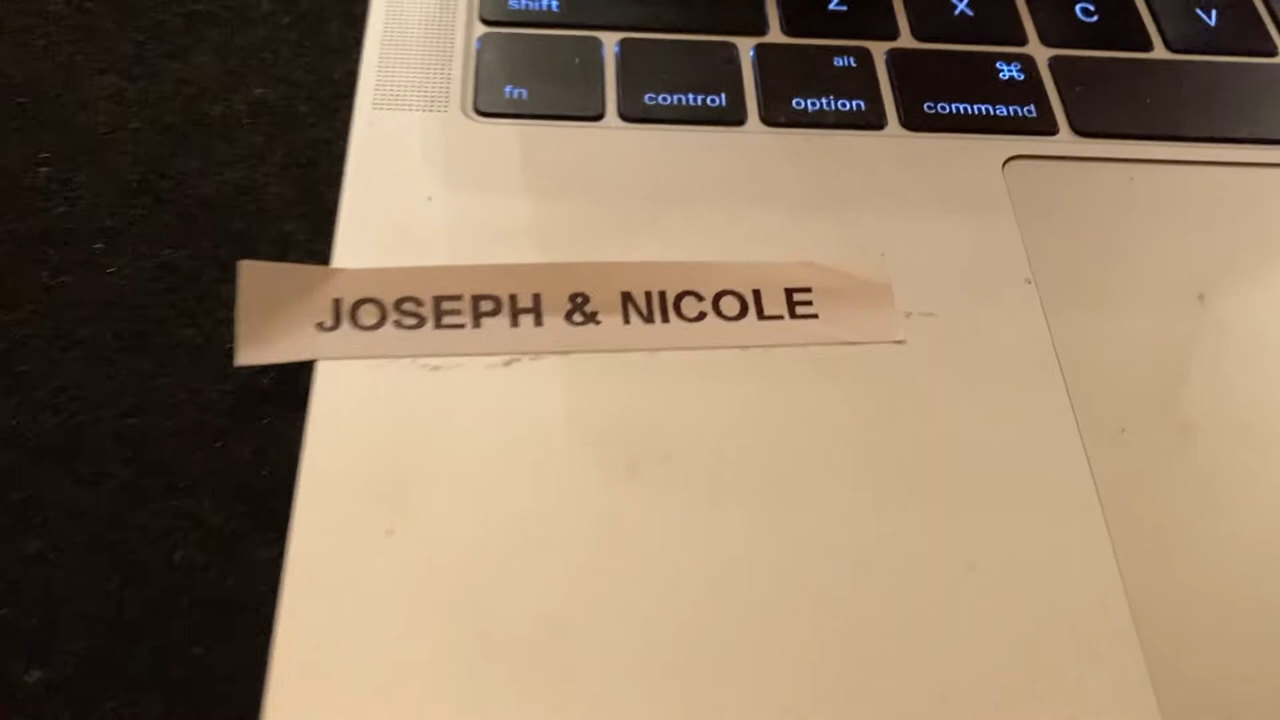 shift Z X C V
fn control alt option ⌘ command
JOSEPH & NICOLE